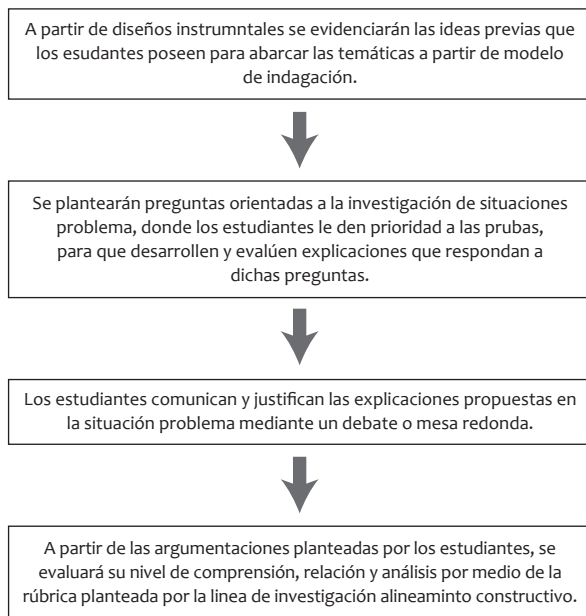 A partir de diseños instrumntales se evidenciarán las ideas previas que
los esudantes poseen para abarcar las temáticas a partir de modelo
de indagación.
Se plantearán preguntas orientadas a la investigación de situaciones
problema, donde los estudiantes le den prioridad a las prubas,
para que desarrollen y evalúen explicaciones que respondan a
dichas preguntas.
Los estudiantes comunican y justifican las explicaciones propuestas en
la situación problema mediante un debate o mesa redonda.
A partir de las argumentaciones planteadas por los estudiantes, se
evaluará su nivel de comprensión, relación y análisis por medio de la
rúbrica planteada por la linea de investigación alineaminto constructivo.